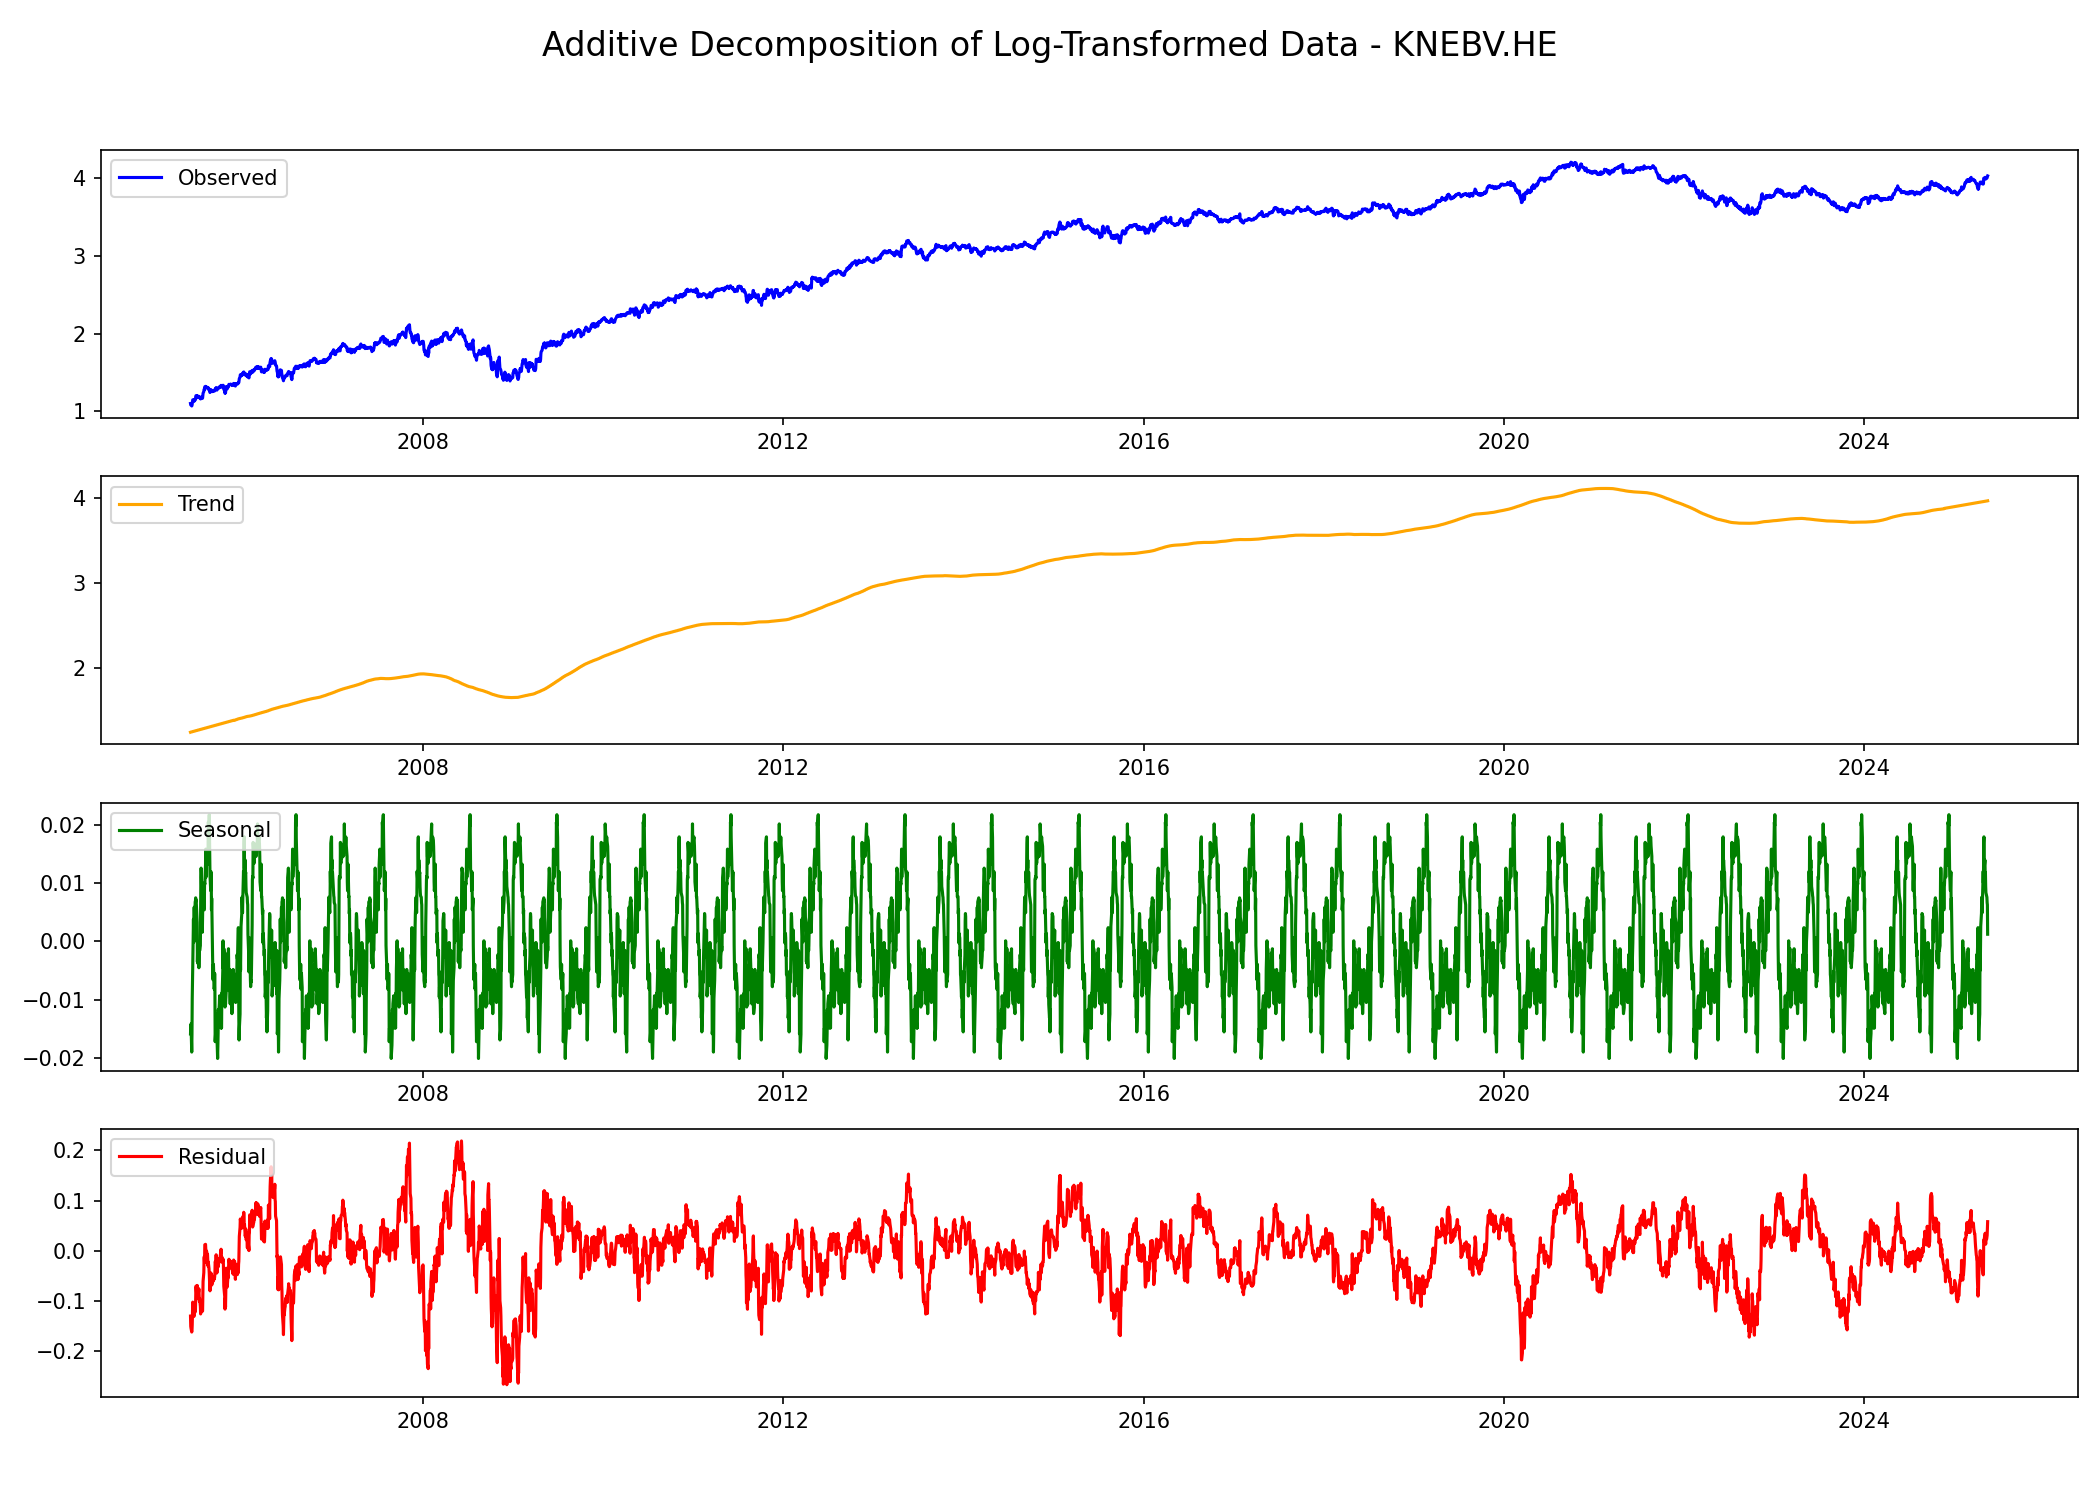 Additive Decomposition of Log-Transformed Data - KNEBV.HE
Observed
4
3
2
1
2008 2012 2016 2020 2024
Trend
4
3
2
2008 2012 2016 2020 2024
Seasonal
0.02
0.01
0.00
−0.01
−0.02
2008 2012 2016 2020 2024
Residual
0.2
0.1
0.0
−0.1
−0.2
2008 2012 2016 2020 2024